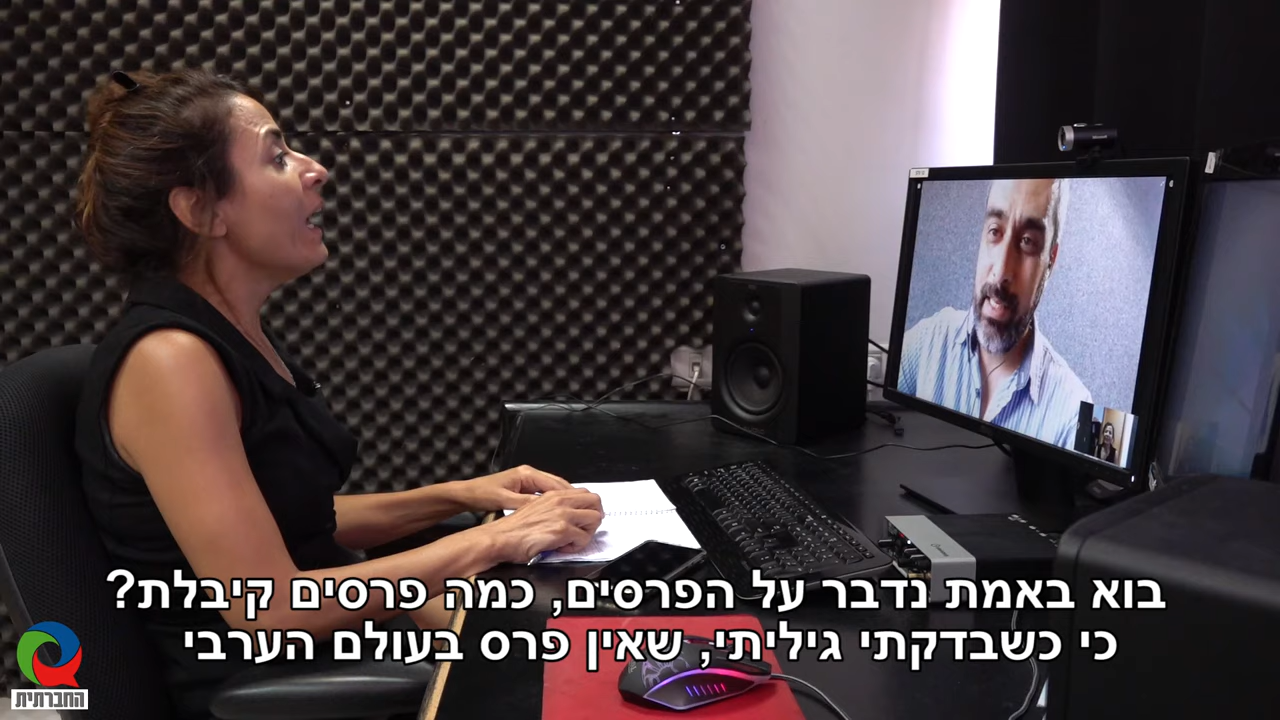 בוא באמת נדבר על הפרסים, כמה פרסים קיבלת?
כי כשבדקתי גיליתי, שאין פרס בעולם הערבי
החברתית